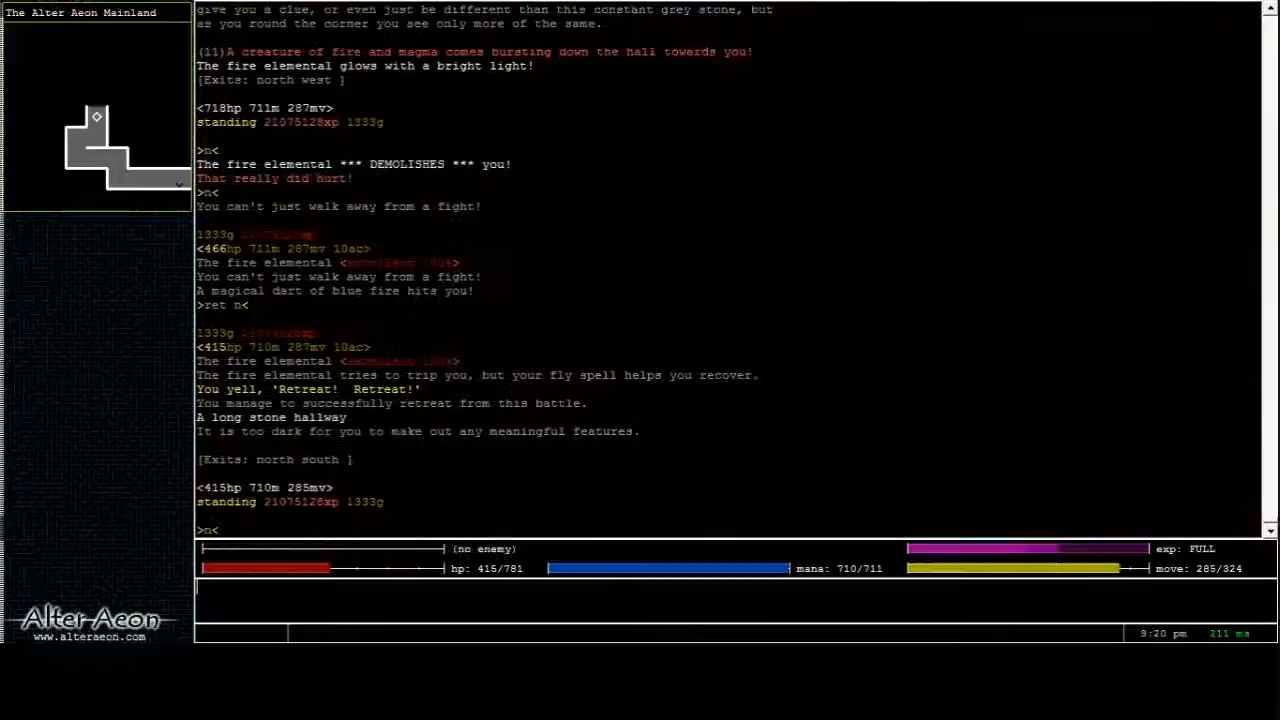 The Alter Aeon Mainland
give you a clue, or even just be different than this constant grey stone, but
as you round the corner you see only more of the same.
(11)A creature of fire and magma comes bursting down the hall towards you!
The fire elemental glows with a bright light!
[Exits: north west ]
<718hp 711m 287mv>
standing 21075128xp 1333g
>n<
The fire elemental *** DEMOLISHES *** you!
That really did hurt!
>n<
You can't just walk away from a fight!
1333g
<466hp 711m 287mv 10ac>
The fire elemental <
You can't just walk away from a fight!
A magical dart of blue fire hits you!
>ret n<
1333g
<415hp 710m 287mv 10ac>
The fire elemental <
The fire elemental tries to trip you, but your fly spell helps you recover.
You yell, 'Retreat!  Retreat!'
You manage to successfully retreat from this battle.
A long stone hallway
It is too dark for you to make out any meaningful features.
[Exits: north south ]
<415hp 710m 285mv>
standing 21075128xp 1333g
>n<
(no enemy)
exp: FULL
hp: 415/781
mana: 710/711
move: 285/324
Alter Aeon
www.alteraeon.com
9:20 pm
211 ms